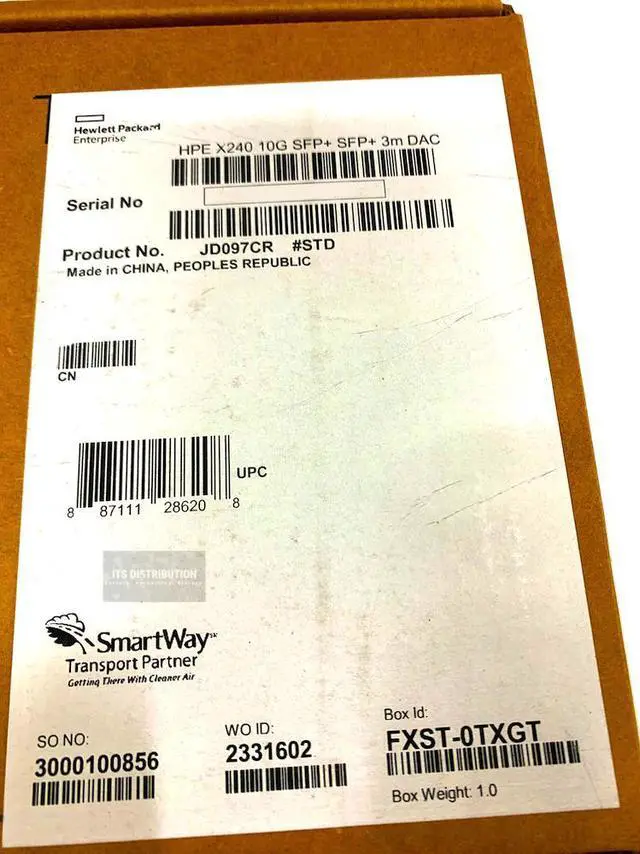 Hewlett Packard
Enterprise
HPE X240 10G SFP+ SFP+ 3m DAC
Serial No
Product No. JD097CR #STD
Made in CHINA, PEOPLES REPUBLIC
CN
UPC
8 87111 28620 8
ITS DISTRIBUTION
SmartWay
Transport Partner
Getting There With Cleaner Air
SO NO:
3000100856
WO ID:
2331602
Box Id:
FXST-0TXGT
Box Weight: 1.0